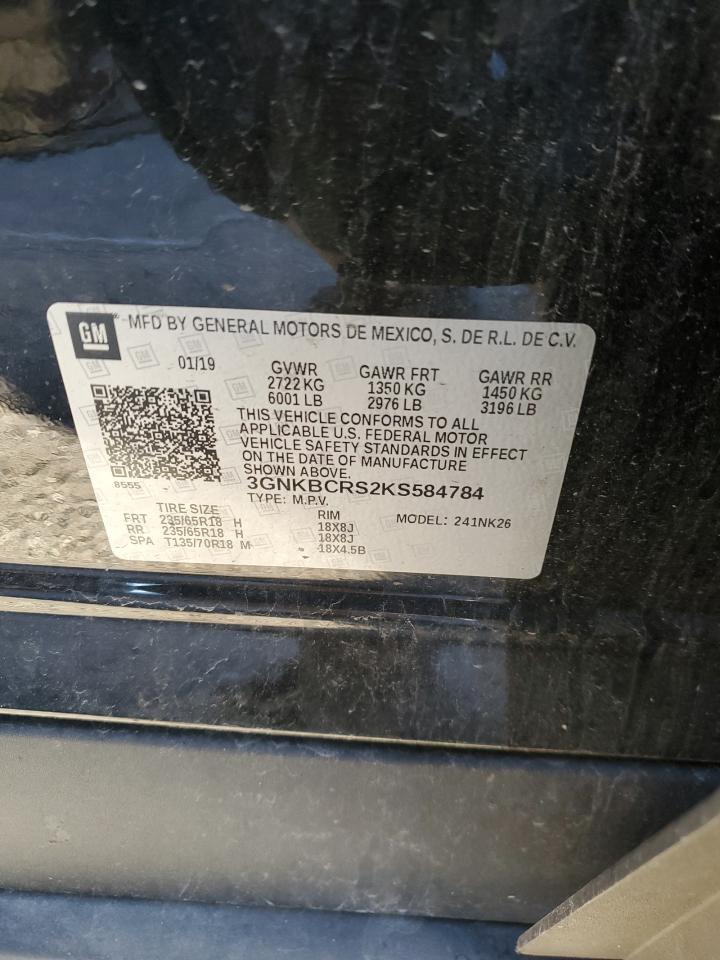 GM
MFD BY GENERAL MOTORS DE MEXICO, S. DE R.L. DE C.V.
01/19 GVWR GAWR FRT GAWR RR
2722 KG 1350 KG 1450 KG
6001 LB 2976 LB 3196 LB
THIS VEHICLE CONFORMS TO ALL
APPLICABLE U.S. FEDERAL MOTOR
VEHICLE SAFETY STANDARDS IN EFFECT
ON THE DATE OF MANUFACTURE
SHOWN ABOVE.
8555
3GNKBCRS2KS584784
TYPE: M.P.V.
TIRE SIZE RIM MODEL: 241NK26
FRT 235/65R18 H 18X8J
RR 235/65R18 H 18X8J
SPA T135/70R18 M 18X4.5B